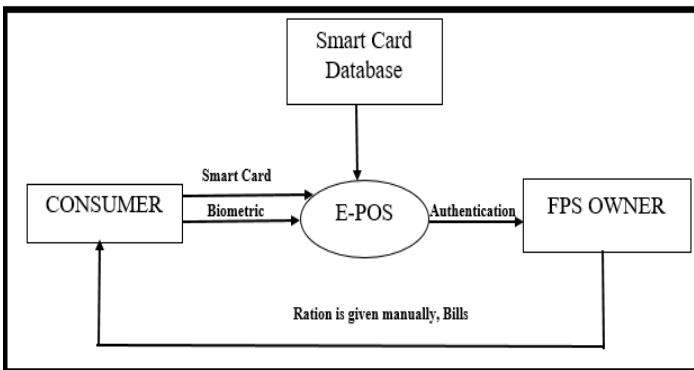 Smart Card
Database
Smart Card
CONSUMER
Biometric
E-POS
Authentication
FPS OWNER
Ration is given manually, Bills